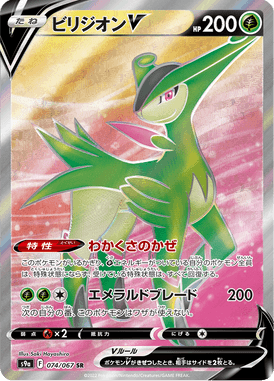 たね ビリジオンV HP 200
特性 とくせい わかくさのかぜ
このポケモンがいるかぎり、エネルギーがついている自分のポケモン全員
は、特殊状態にならず、受けている特殊状態は、すべて回復する。
エメラルドブレード 200
次の自分の番、このポケモンはワザが使えない。
弱点 ×2 抵抗力 にげる
Illus. Saki Hayashiro
s9a F 074/067 SR
Vルール
ポケモンVがきぜつしたとき、相手はサイドを2枚とる。